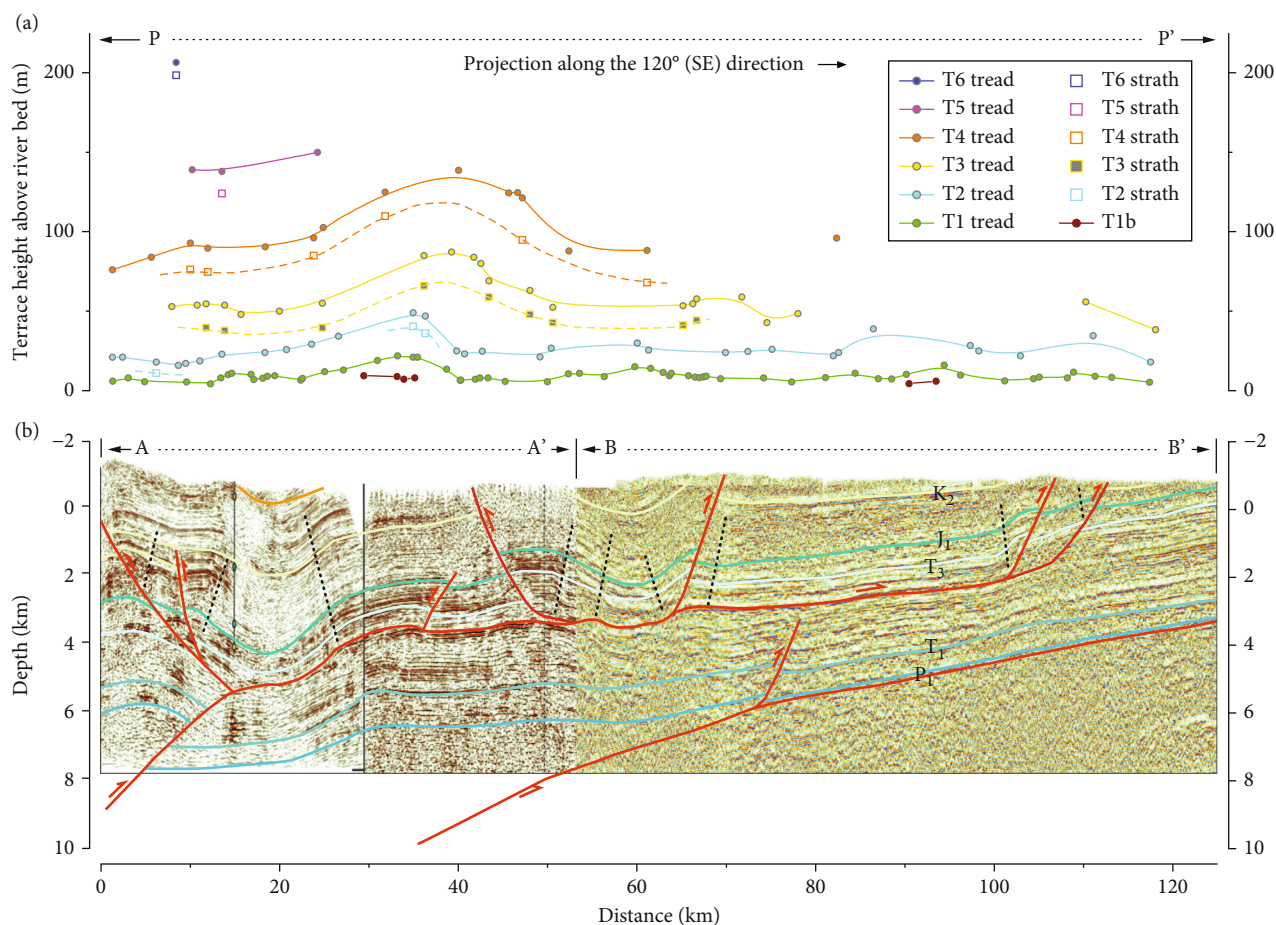 (a)
P P'
Projection along the 120° (SE) direction
Terrace height above river bed (m)
200
100
0
200
100
0
T6 tread T6 strath
T5 tread T5 strath
T4 tread T4 strath
T3 tread T3 strath
T2 tread T2 strath
T1 tread T1b
(b)
A A' B B'
Depth (km)
−2
0
2
4
6
8
10
−2
0
2
4
6
8
10
K2
J1
T3
T1
P1
0 20 40 60 80 100 120
Distance (km)